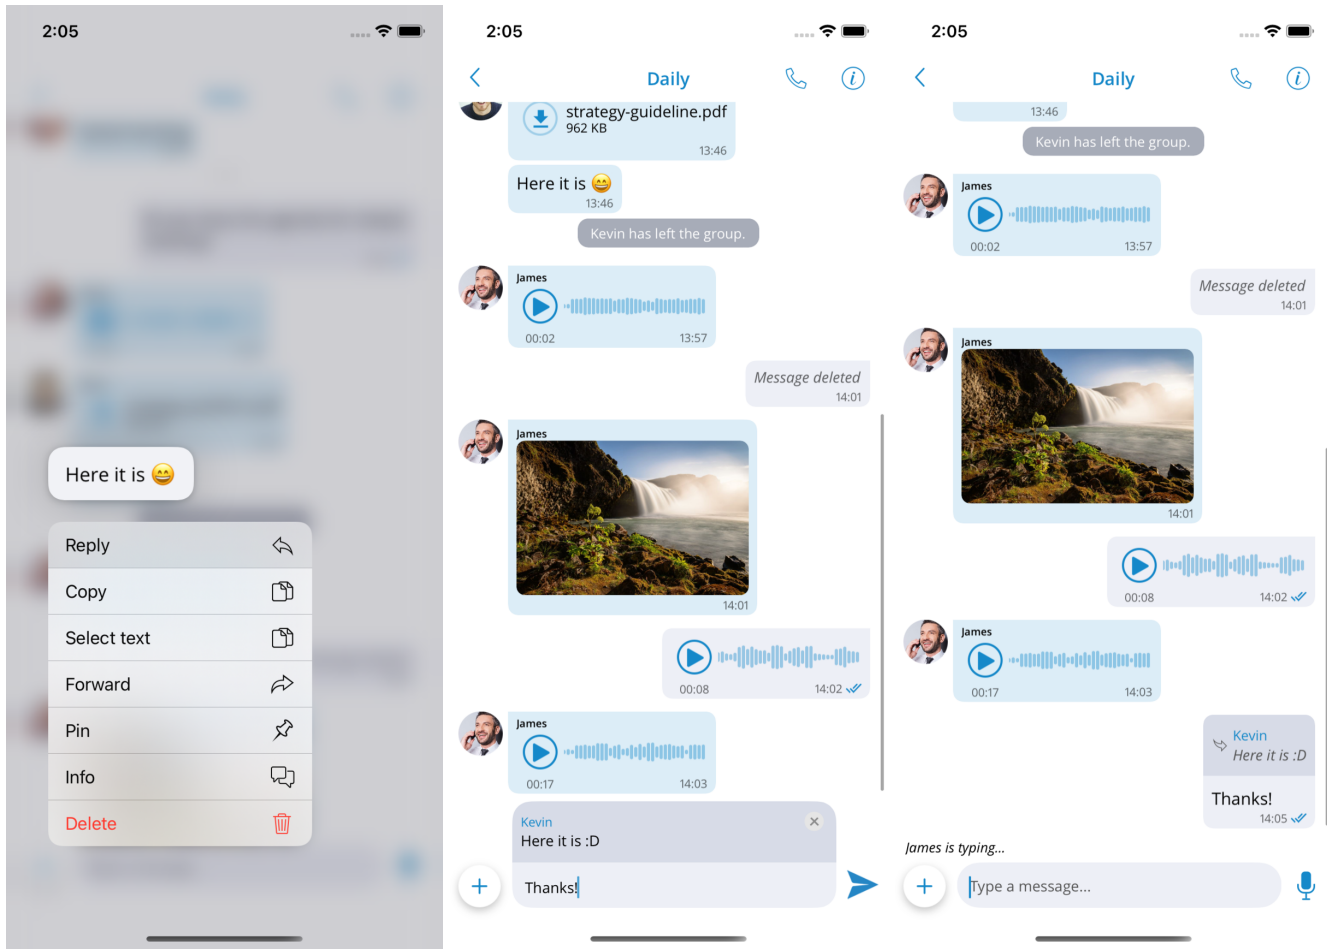 2:05
Here it is 😄
Reply
Copy
Select text
Forward
Pin
Info
Delete
2:05
Daily
strategy-guideline.pdf
962 KB
13:46
Here it is 😄
13:46
Kevin has left the group.
James
00:02 13:57
Message deleted
14:01
James
14:01
00:08 14:02
James
00:17 14:03
Kevin
Here it is :D
Thanks!
2:05
Daily
13:46
Kevin has left the group.
James
00:02 13:57
Message deleted
14:01
James
14:01
00:08 14:02
James
00:17 14:03
Kevin
Here it is :D
Thanks!
14:05
James is typing...
Type a message...